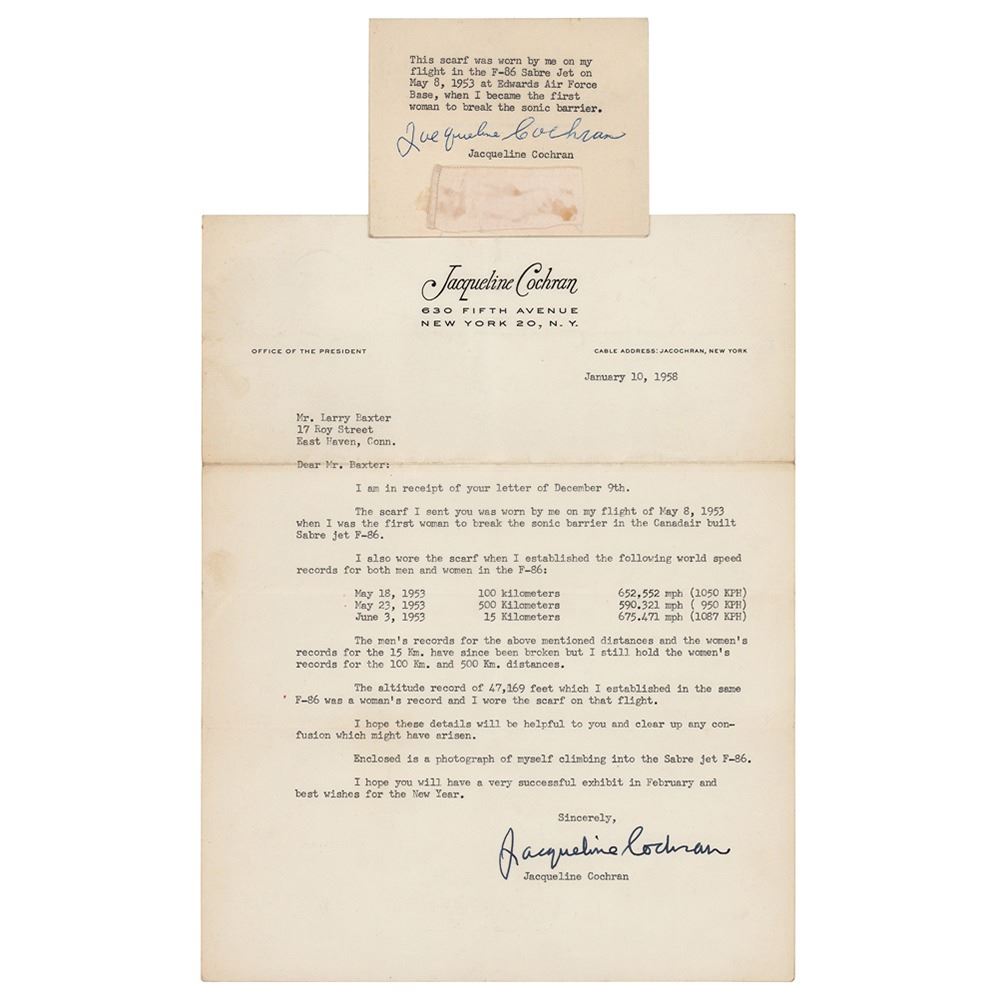 This scarf was worn by me on my
flight in the F-86 Sabre Jet on
May 8, 1953 at Edwards Air Force
Base, when I became the first
woman to break the sonic barrier.
Jacqueline Cochran
Jacqueline Cochran
Jacqueline Cochran
630 FIFTH AVENUE
NEW YORK 20, N. Y.
OFFICE OF THE PRESIDENT
CABLE ADDRESS: JACOCHRAN, NEW YORK
January 10, 1958
Mr. Larry Baxter
17 Roy Street
East Haven, Conn.
Dear Mr. Baxter:
I am in receipt of your letter of December 9th.
The scarf I sent you was worn by me on my flight of May 8, 1953
when I was the first woman to break the sonic barrier in the Canadair built
Sabre jet F-86.
I also wore the scarf when I established the following world speed
records for both men and women in the F-86:
May 18, 1953 100 kilometers 652,552 mph (1050 KPH)
May 23, 1953 500 Kilometers 590.321 mph ( 950 KPH)
June 3, 1953 15 Kilometers 675.471 mph (1087 KPH)
The men's records for the above mentioned distances and the women's
records for the 15 Km. have since been broken but I still hold the women's
records for the 100 Km. and 500 Km. distances.
The altitude record of 47,169 feet which I established in the same
F-86 was a woman's record and I wore the scarf on that flight.
I hope these details will be helpful to you and clear up any con-
fusion which might have arisen.
Enclosed is a photograph of myself climbing into the Sabre jet F-86.
I hope you will have a very successful exhibit in February and
best wishes for the New Year.
Sincerely,
Jacqueline Cochran
Jacqueline Cochran